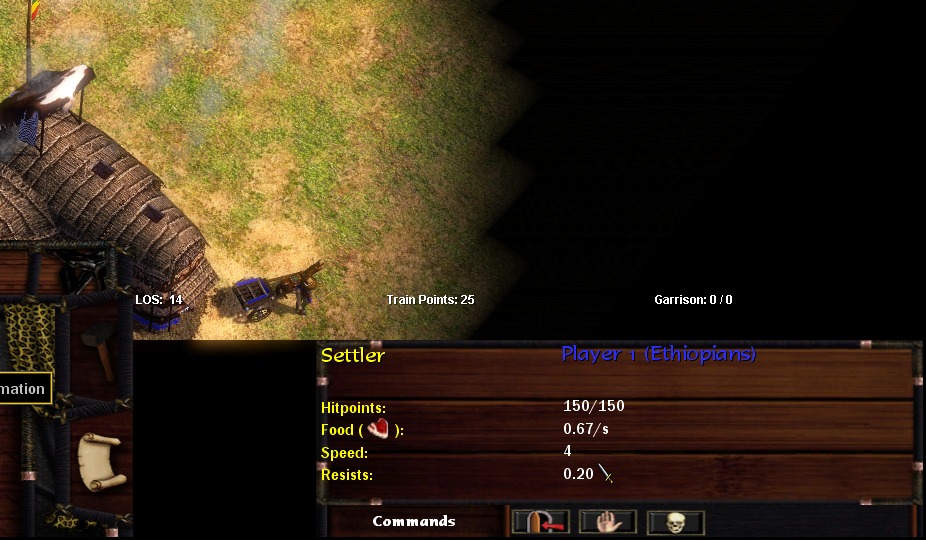 LOS: 14
Train Points: 25
Garrison: 0 / 0
Settler
Player 1 (Ethiopians)
mation
Hitpoints:
150/150
Food ( ):
0.67/s
Speed:
4
Resists:
0.20
Commands